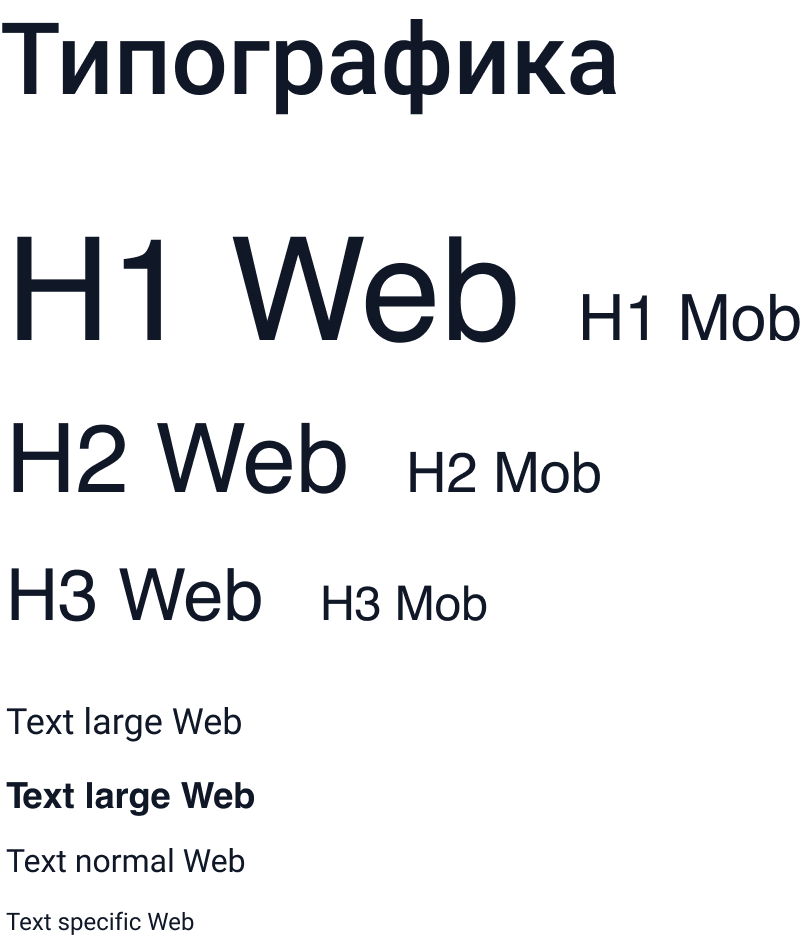 Типографика
H1 Web H1 Mob
H2 Web H2 Mob
H3 Web H3 Mob
Text large Web
Text large Web
Text normal Web
Text specific Web